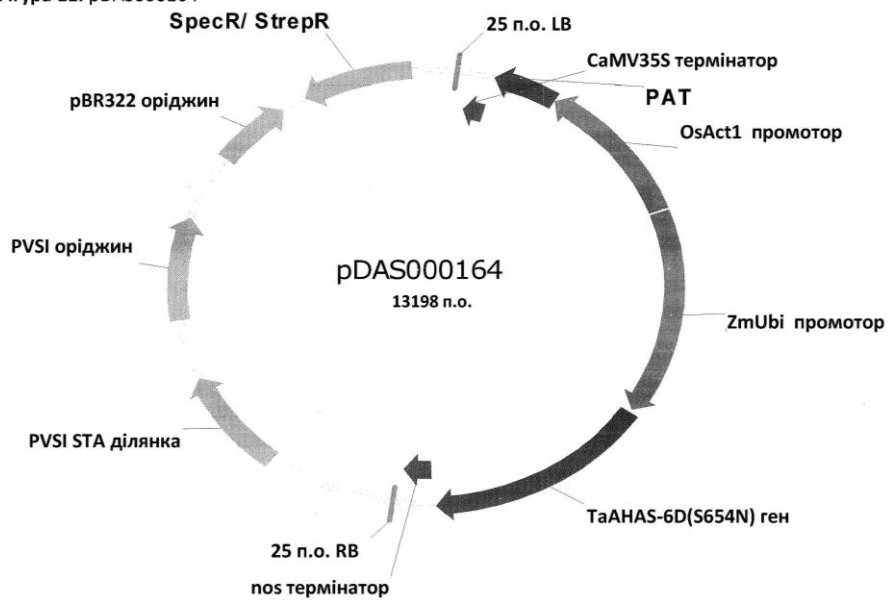 pDAS000164
SpecR/ StrepR
25 п.о. LB
CaMV35S термінатор
PAT
pBR322 оріджин
OsAct1 промотор
PVSI оріджин
pDAS000164
13198 п.о.
ZmUbi промотор
PVSI STA ділянка
TaAHAS-6D(S654N) ген
25 п.о. RB
nos термінатор